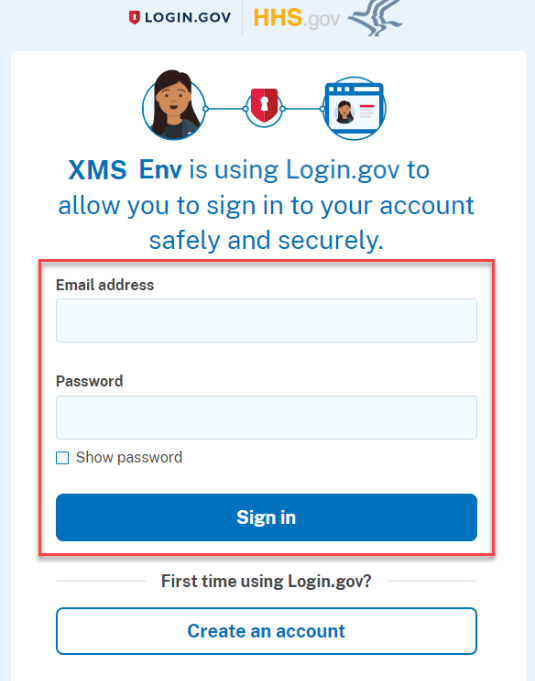 LOGIN.GOV HHS.gov
XMS Env is using Login.gov to
allow you to sign in to your account
safely and securely.
Email address
Password
Show password
Sign in
First time using Login.gov?
Create an account